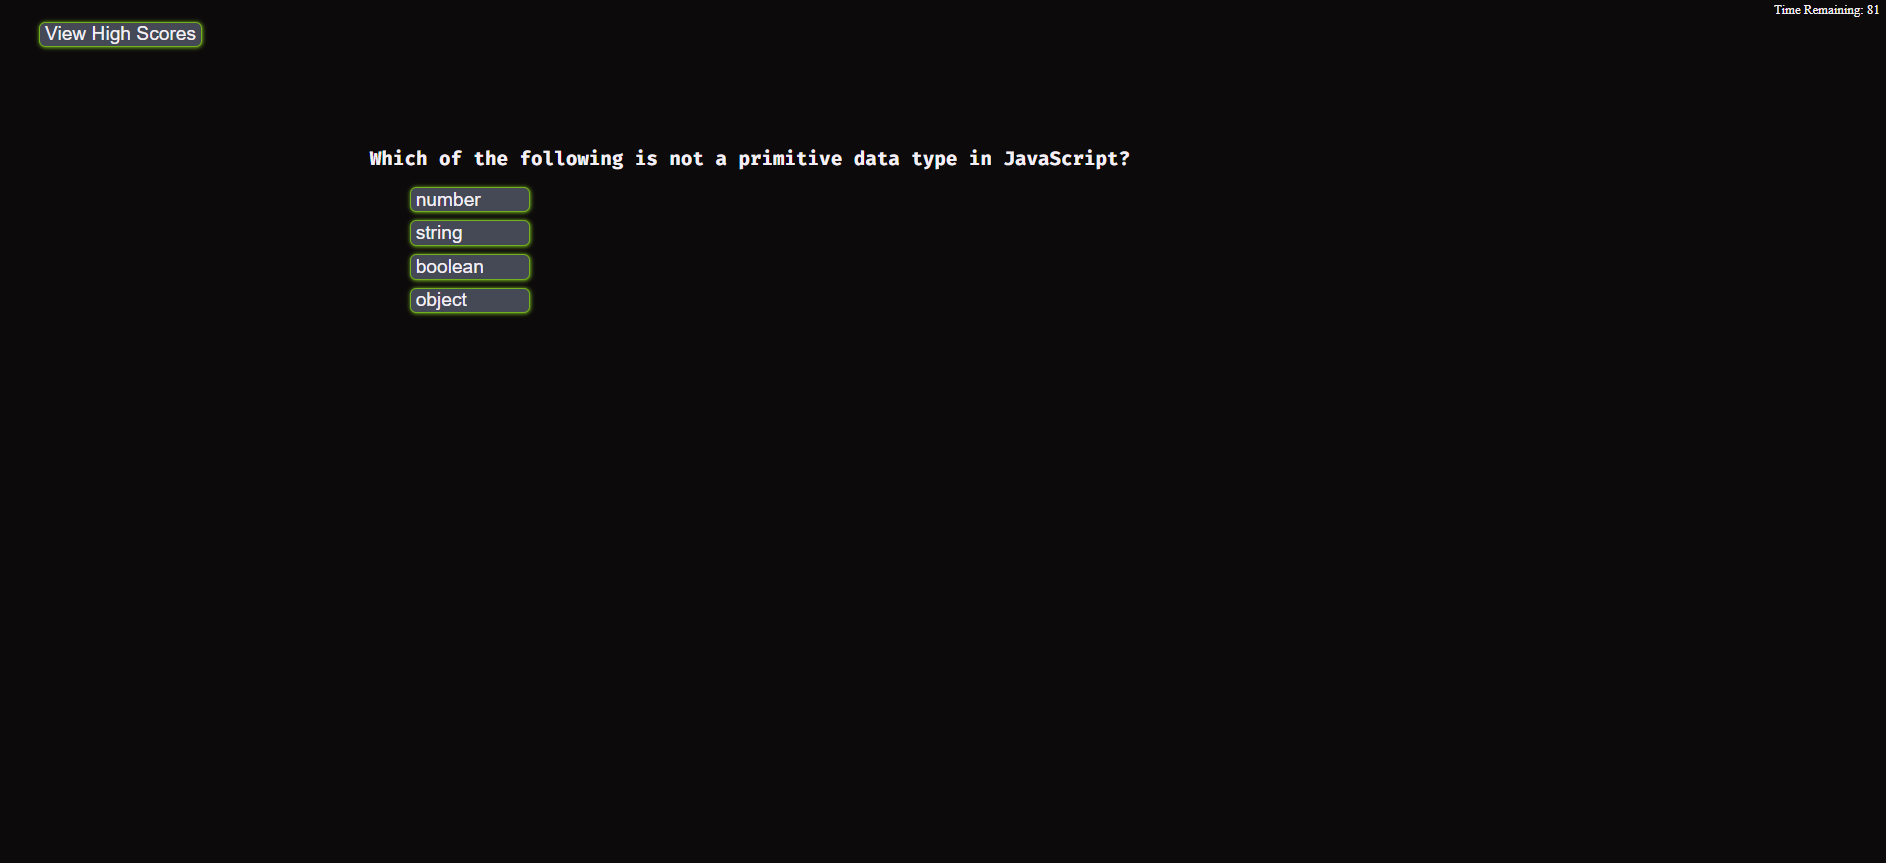 Time Remaining: 81
View High Scores
Which of the following is not a primitive data type in JavaScript?
number
string
boolean
object